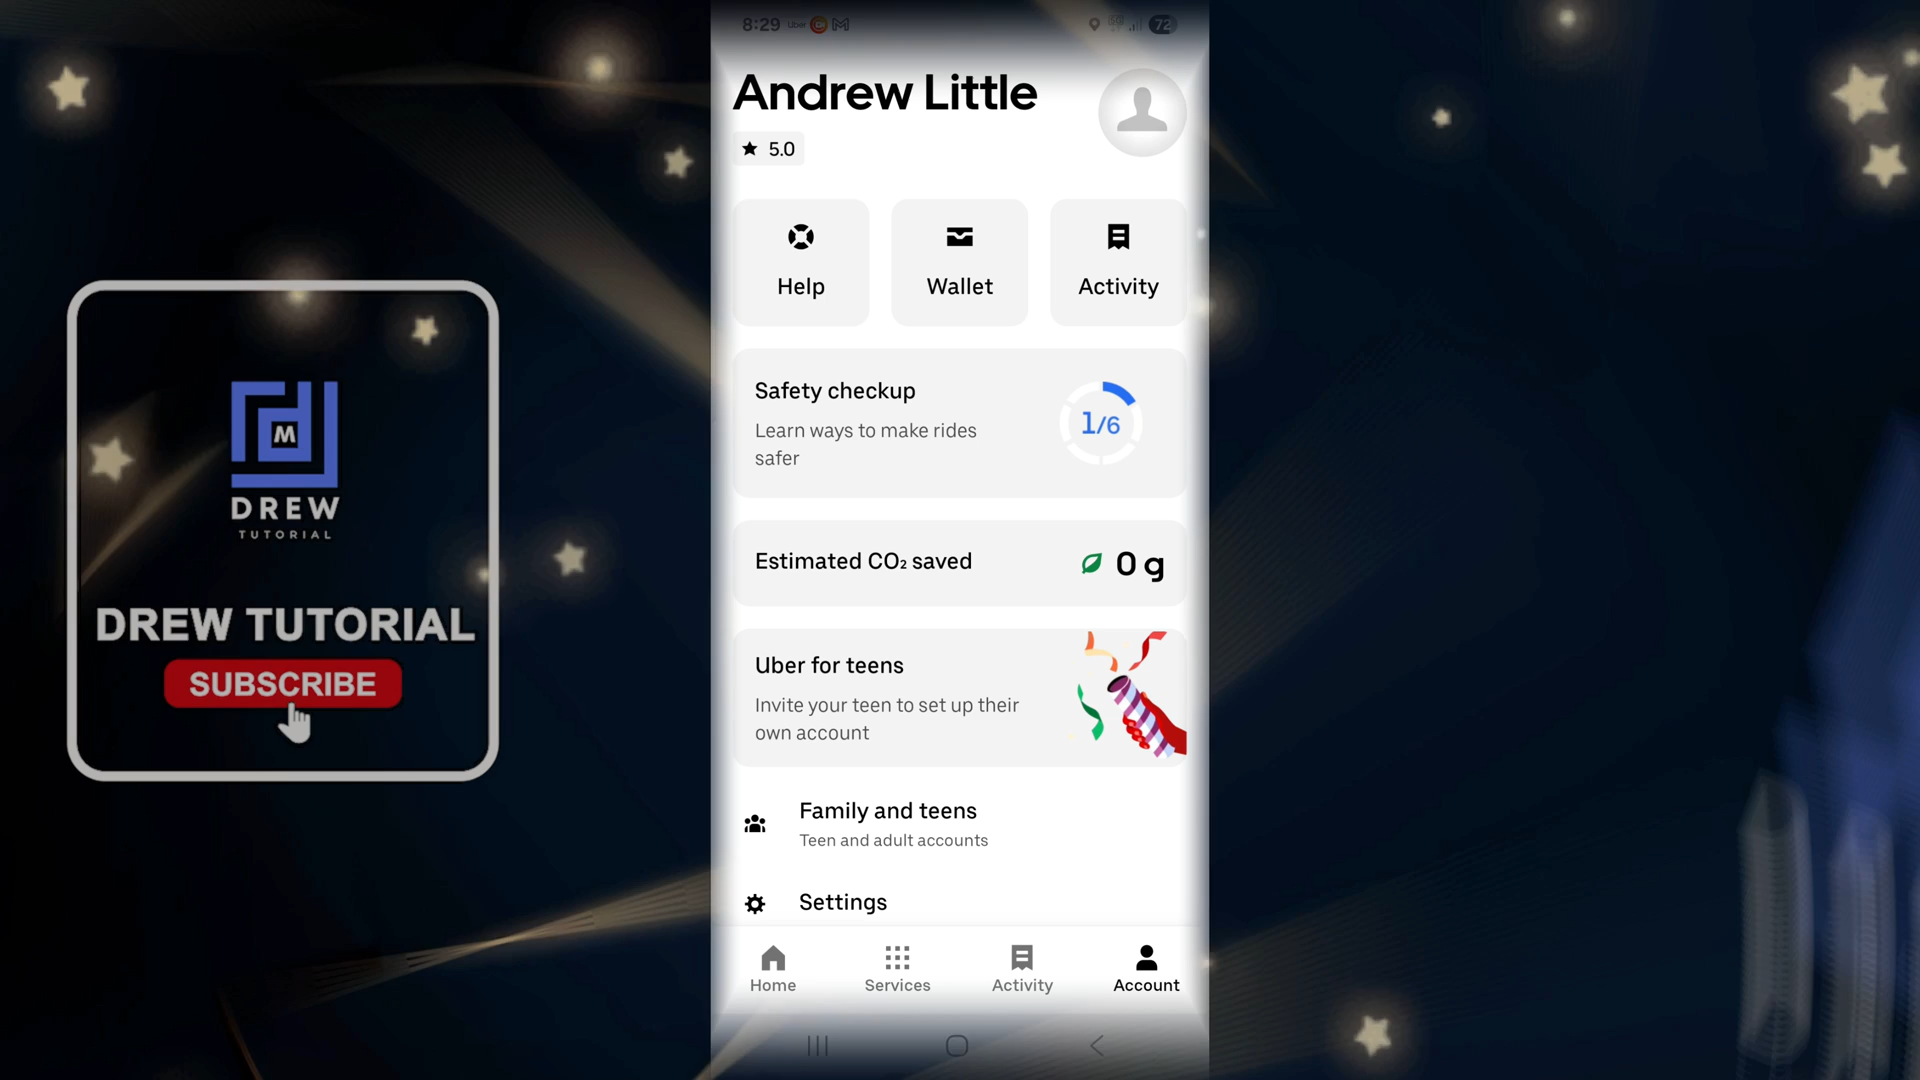 8:29 Uber 72
Andrew Little
5.0
Help
Wallet
Activity
Safety checkup
Learn ways to make rides
safer
1/6
Estimated CO₂ saved
0 g
Uber for teens
Invite your teen to set up their
own account
Family and teens
Teen and adult accounts
Settings
Home
Services
Activity
Account
M
DREW
TUTORIAL
DREW TUTORIAL
SUBSCRIBE